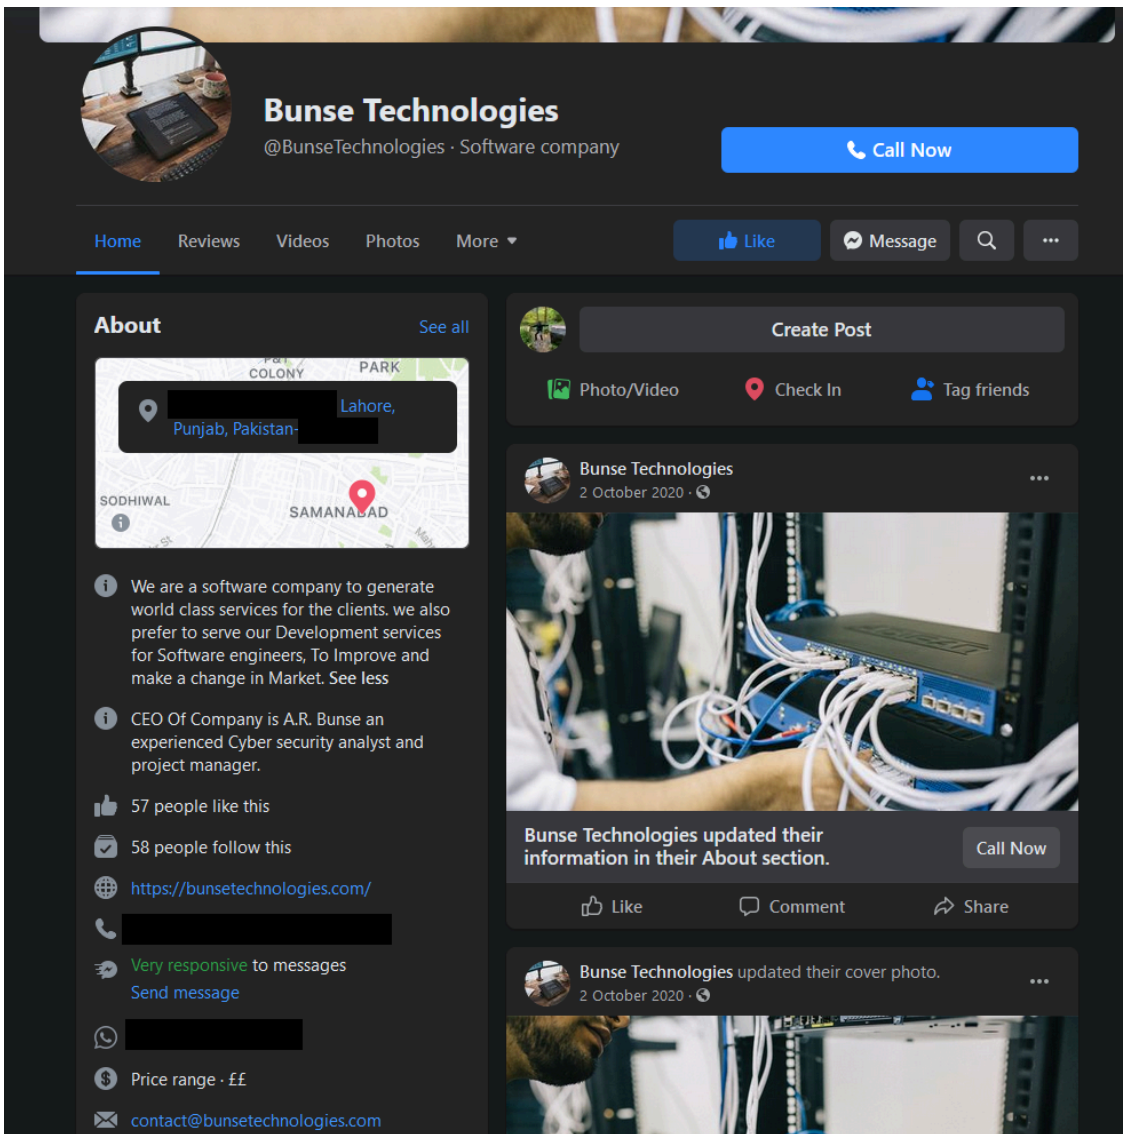 Bunse Technologies
@BunseTechnologies · Software company
Call Now
Home
Reviews
Videos
Photos
More
Like
Message
About
See all
P&T
COLONY
PARK
Lahore,
Punjab, Pakistan-
SODHIWAL
SAMANABAD
We are a software company to generate
world class services for the clients. we also
prefer to serve our Development services
for Software engineers, To Improve and
make a change in Market. See less
CEO Of Company is A.R. Bunse an
experienced Cyber security analyst and
project manager.
57 people like this
58 people follow this
https://bunsetechnologies.com/
Very responsive to messages
Send message
Price range · ££
contact@bunsetechnologies.com
Create Post
Photo/Video
Check In
Tag friends
Bunse Technologies
2 October 2020 ·
Bunse Technologies updated their
information in their About section.
Call Now
Like
Comment
Share
Bunse Technologies updated their cover photo.
2 October 2020 ·